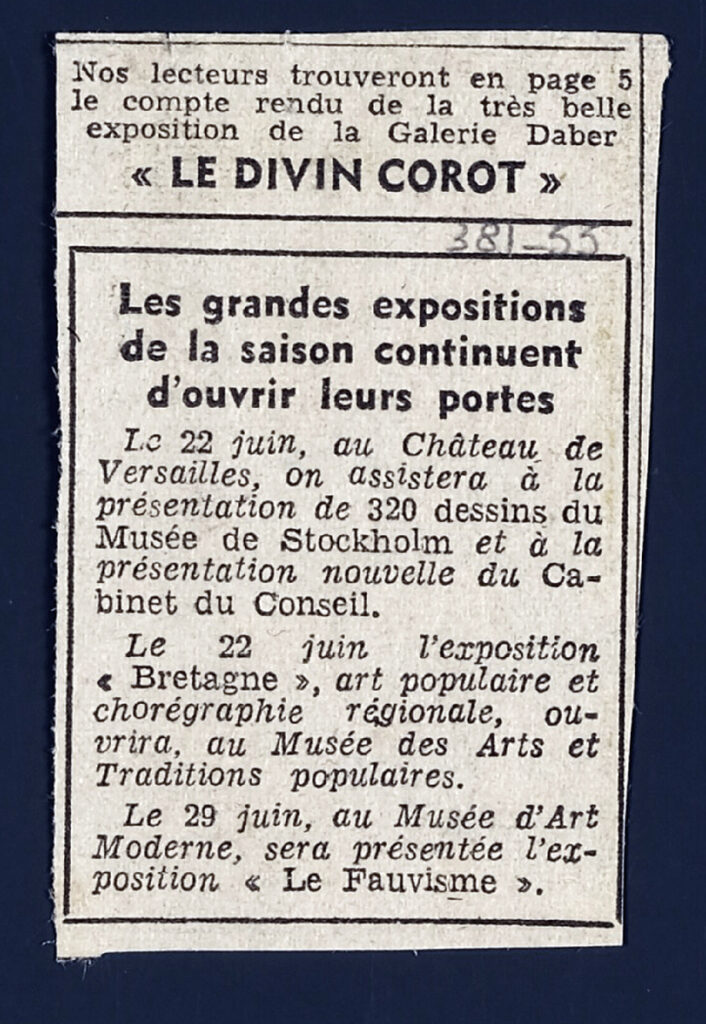 Nos lecteurs trouveront en page 5
le compte rendu de la très belle
exposition de la Galerie Daber
« LE DIVIN COROT »
381-55
Les grandes expositions
de la saison continuent
d'ouvrir leurs portes
Le 22 juin, au Château de
Versailles, on assistera à la
présentation de 320 dessins du
Musée de Stockholm et à la
présentation nouvelle du Ca-
binet du Conseil.
Le 22 juin l'exposition
« Bretagne », art populaire et
chorégraphie régionale, ou-
vrira, au Musée des Arts et
Traditions populaires.
Le 29 juin, au Musée d'Art
Moderne, sera présentée l'ex-
position « Le Fauvisme ».